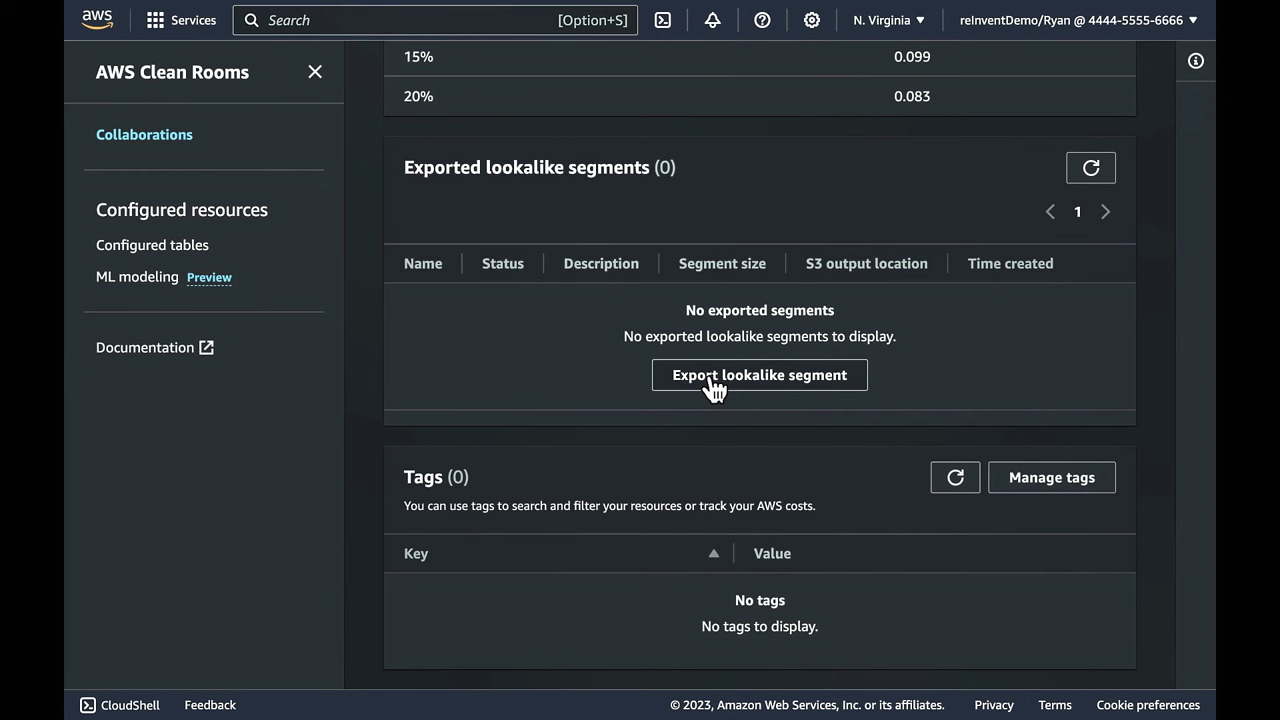 aws
Services
Search [Option+S]
N. Virginia
reInventDemo/Ryan @ 4444-5555-6666
AWS Clean Rooms
Collaborations
Configured resources
Configured tables
ML modeling Preview
Documentation
15% 0.099
20% 0.083
Exported lookalike segments (0)
1
Name Status Description Segment size S3 output location Time created
No exported segments
No exported lookalike segments to display.
Export lookalike segment
Tags (0)
Manage tags
You can use tags to search and filter your resources or track your AWS costs.
Key Value
No tags
No tags to display.
CloudShell Feedback © 2023, Amazon Web Services, Inc. or its affiliates. Privacy Terms Cookie preferences